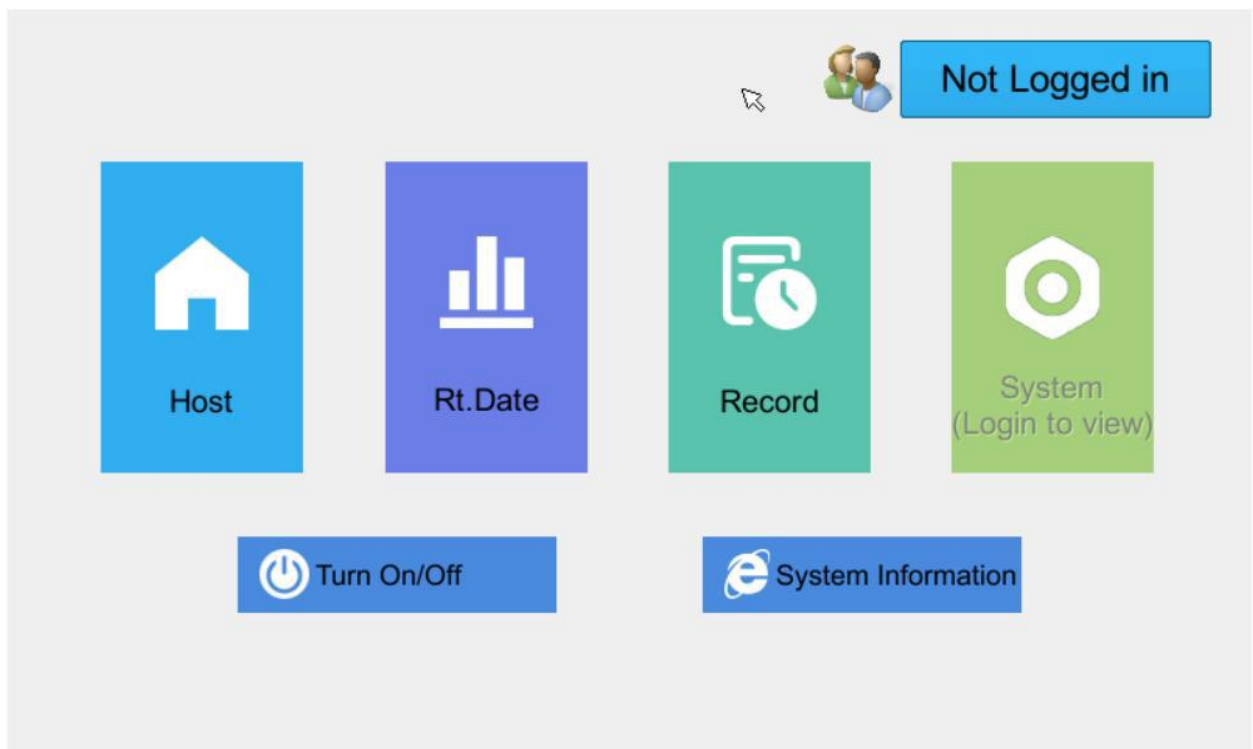 Not Logged in
Host
Rt.Date
Record
System
(Login to view)
Turn On/Off
System Information